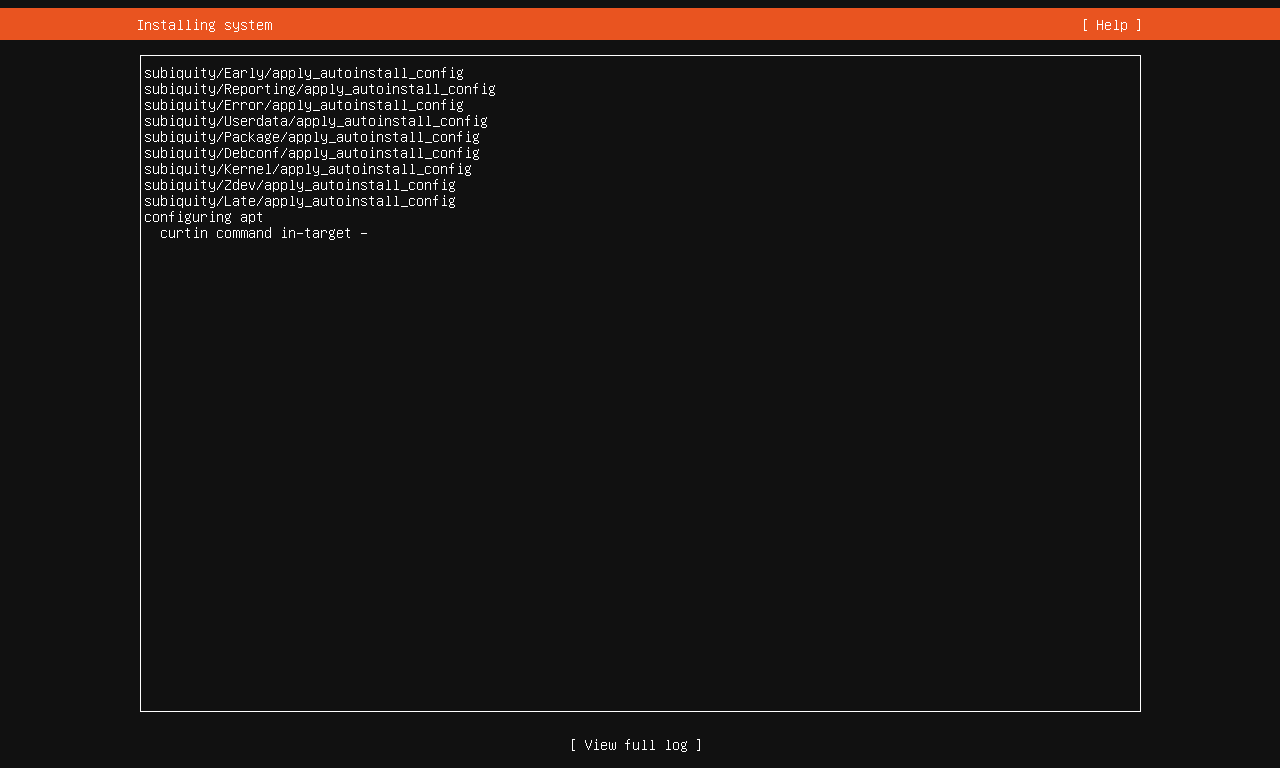 Installing system
[ Help ]
subiquity/Early/apply_autoinstall_config
subiquity/Reporting/apply_autoinstall_config
subiquity/Error/apply_autoinstall_config
subiquity/Userdata/apply_autoinstall_config
subiquity/Package/apply_autoinstall_config
subiquity/Debconf/apply_autoinstall_config
subiquity/Kernel/apply_autoinstall_config
subiquity/Zdev/apply_autoinstall_config
subiquity/Late/apply_autoinstall_config
configuring apt
  curtin command in-target -
[ View full log ]